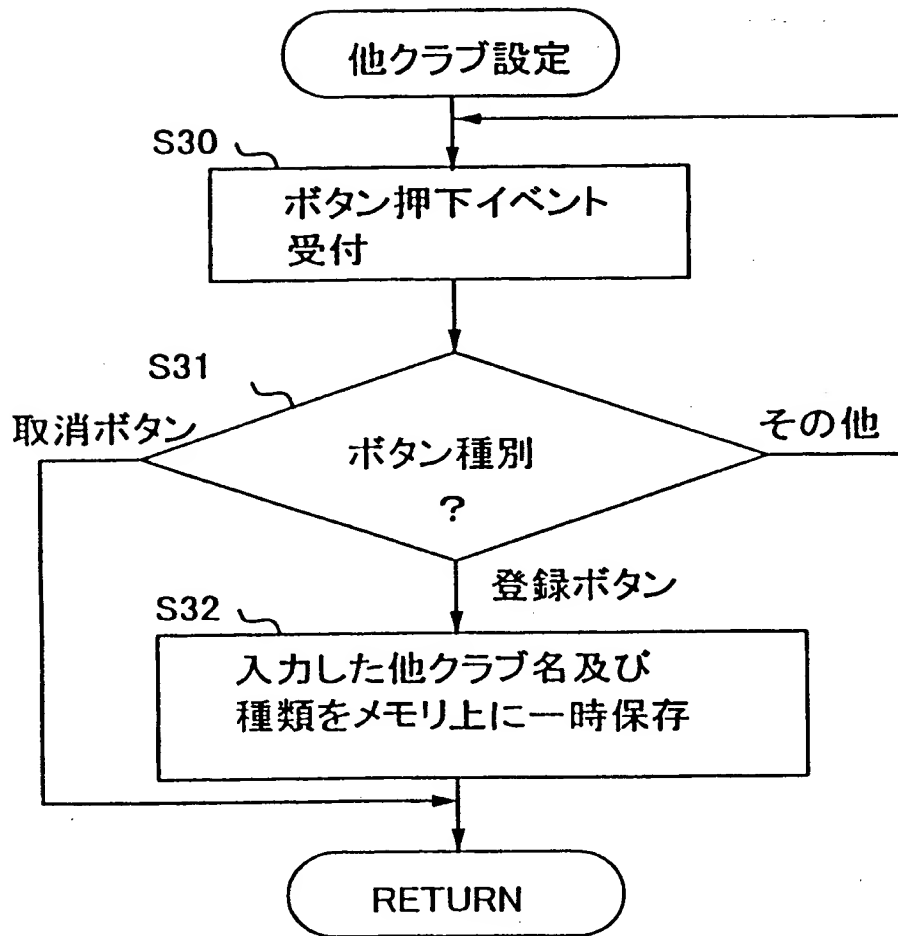 他クラブ設定
S30
ボタン押下イベント
受付
S31
取消ボタン
その他
ボタン種別
?
登録ボタン
S32
入力した他クラブ名及び
種類をメモリ上に一時保存
RETURN